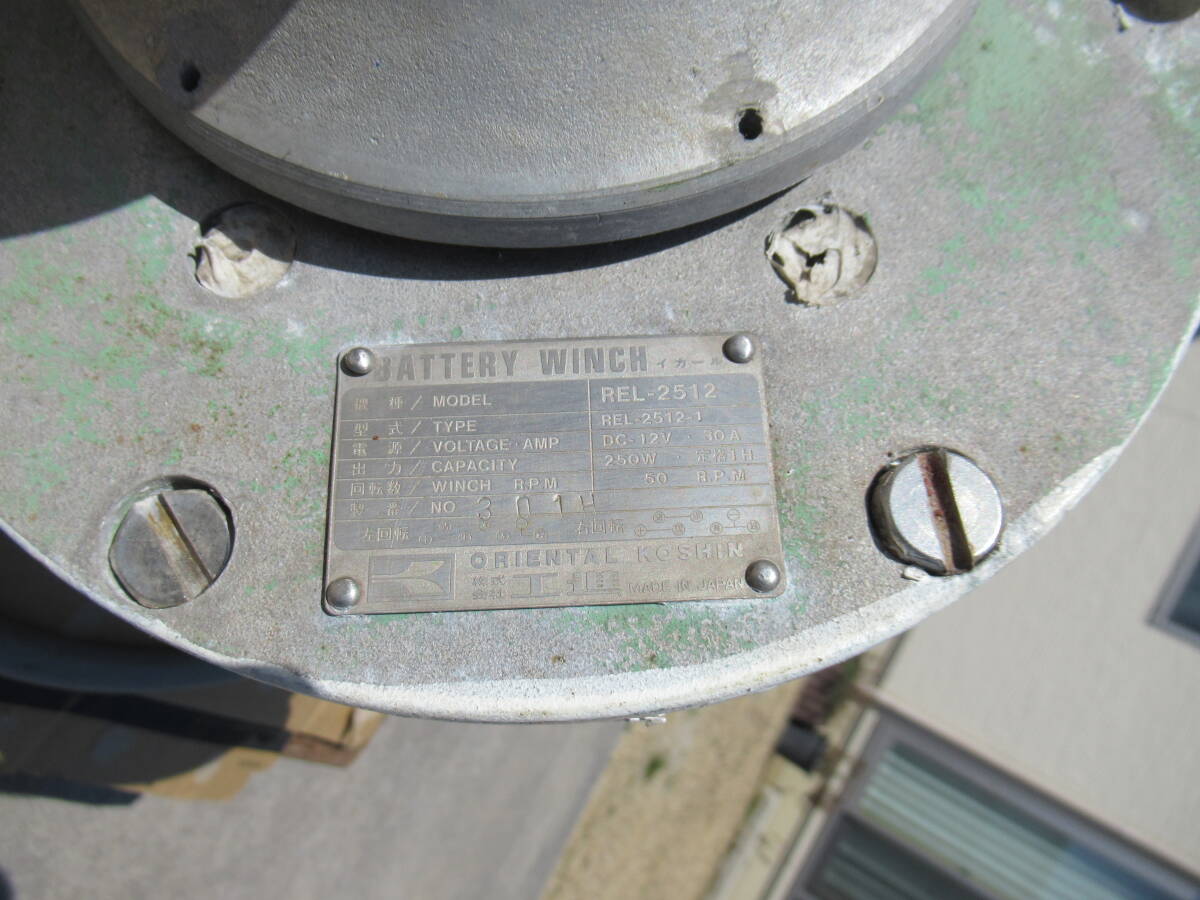 BATTERY WINCH イカール
機種 / MODEL REL-2512
型式 / TYPE REL-2512-1
電源 / VOLTAGE·AMP DC-12V · 30A
出力 / CAPACITY 250W · 定格1H
回転数 / WINCH R.P.M 50 R.P.M
製番 / NO 301H
左回転 右回転
ORIENTAL KOSHIN
株式会社 工進 MADE IN JAPAN